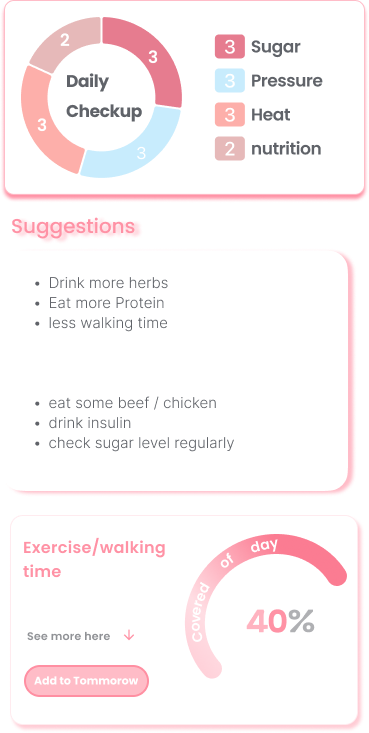 2
3
Daily
Checkup
3
3
3 Sugar
3 Pressure
3 Heat
2 nutrition
Suggestions
• Drink more herbs
• Eat more Protein
• less walking time
• eat some beef / chicken
• drink insulin
• check sugar level regularly
Exercise/walking
time
Covered of day
40%
See more here
Add to Tommorow